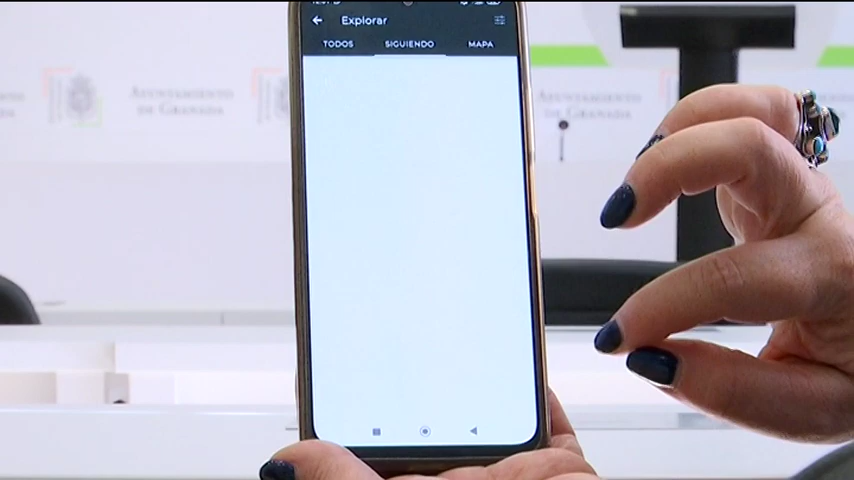 Explorar
TODOS SIGUIENDO MAPA
AYUNTAMIENTO
DE GRANADA
AYUNTAMIENTO
DE GRANADA